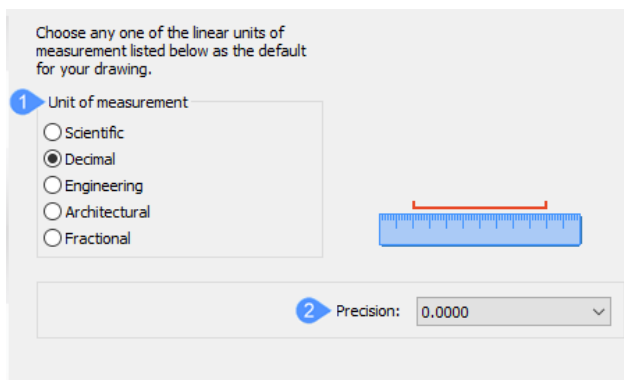 Choose any one of the linear units of
measurement listed below as the default
for your drawing.
1 Unit of measurement
Scientific
Decimal
Engineering
Architectural
Fractional
2 Precision: 0.0000